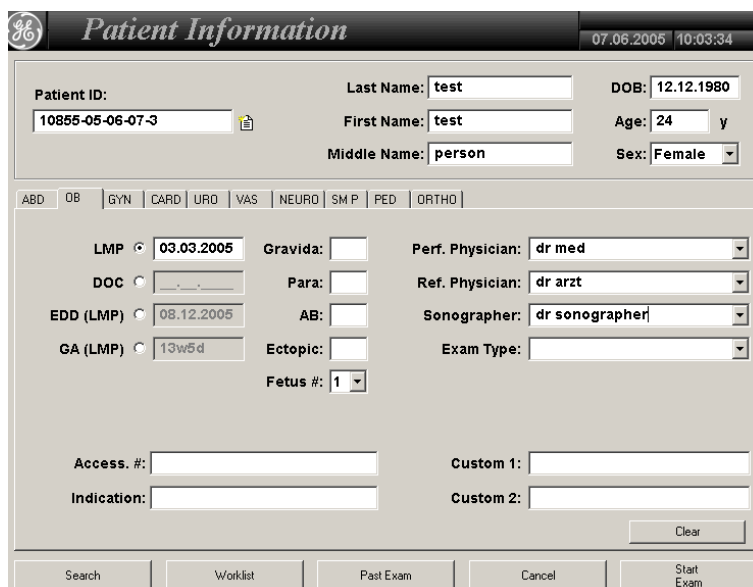 GE
Patient Information
07.06.2005 10:03:34
Patient ID:
10855-05-06-07-3
Last Name: test
First Name: test
Middle Name: person
DOB: 12.12.1980
Age: 24 y
Sex: Female
ABD OB GYN CARD URO VAS NEURO SM P PED ORTHO
LMP 03.03.2005
DOC __.__.____
EDD (LMP) 08.12.2005
GA (LMP) 13w5d
Gravida:
Para:
AB:
Ectopic:
Fetus #: 1
Perf. Physician: dr med
Ref. Physician: dr arzt
Sonographer: dr sonographer
Exam Type:
Access. #:
Indication:
Custom 1:
Custom 2:
Clear
Search Worklist Past Exam Cancel Start
Exam